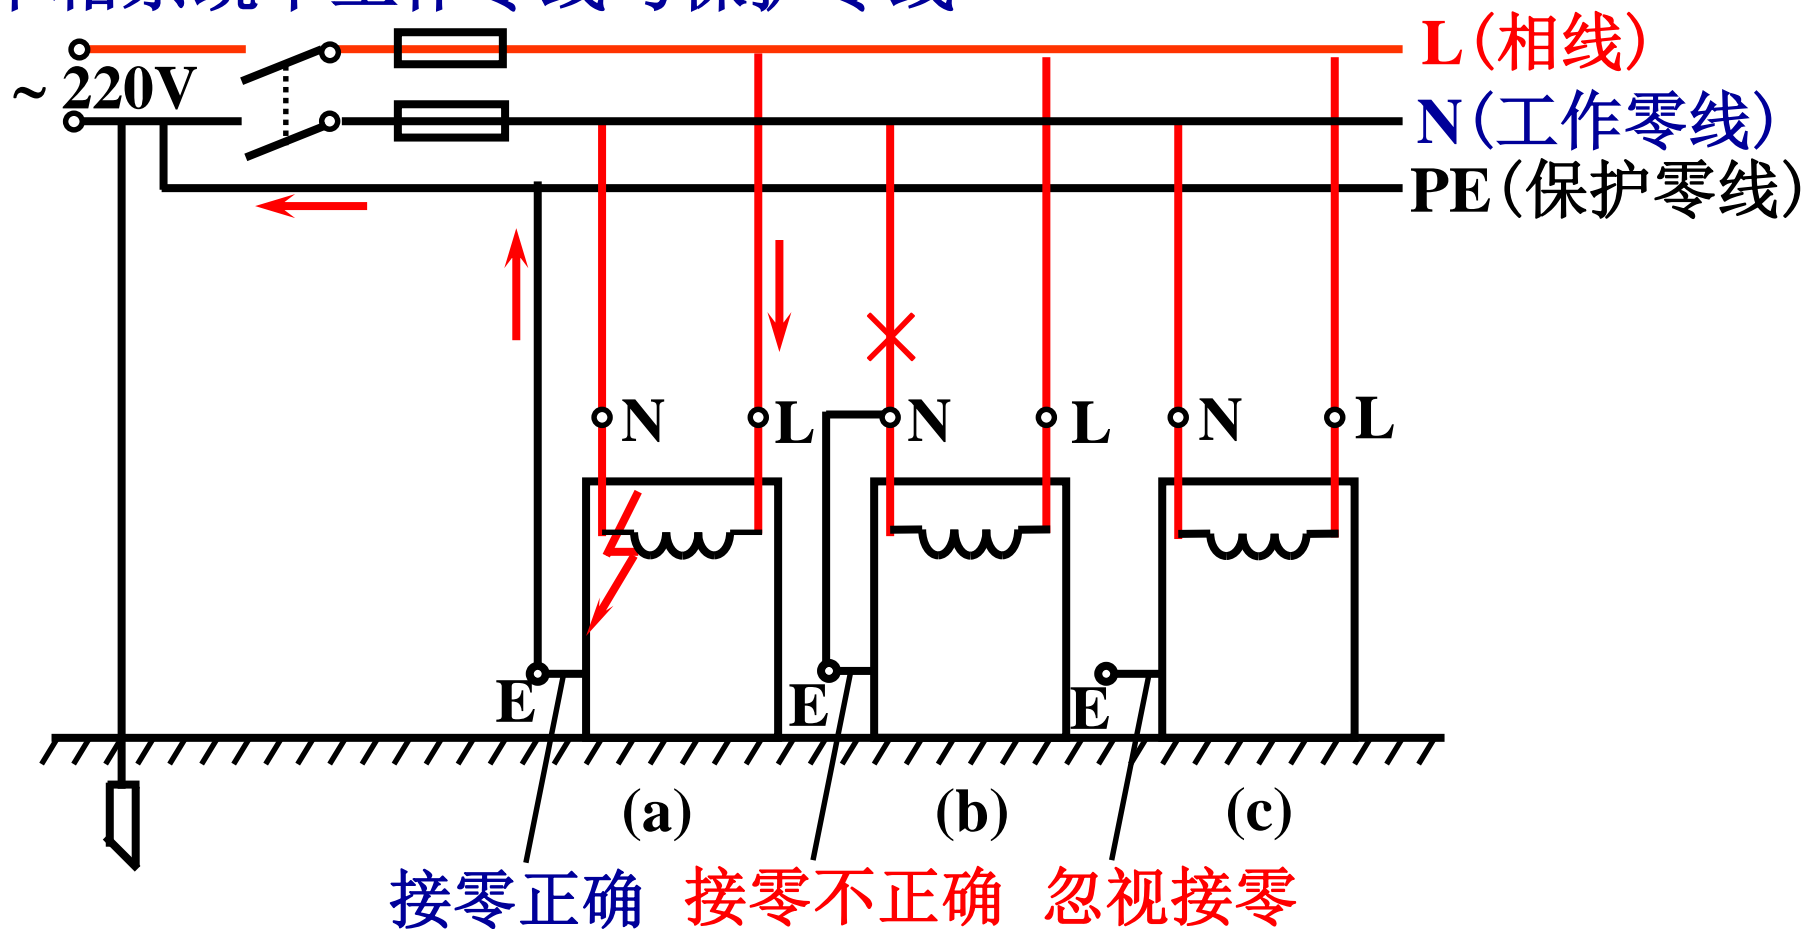 L(相线)
~ 220V
N(工作零线)
PE(保护零线)
N L N L N L
E E E
(a) (b) (c)
接零正确 接零不正确 忽视接零